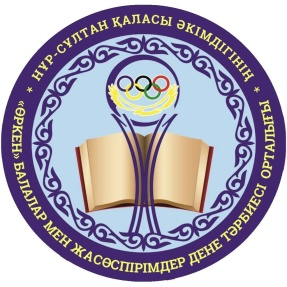 * НҰР-СҰЛТАН ҚАЛАСЫ ӘКІМДІГІНІҢ *
«ӨРКЕН» БАЛАЛАР МЕН ЖАСӨСПІРІМДЕР ДЕНЕ ТӘРБИЕСІ ОРТАЛЫҒЫ